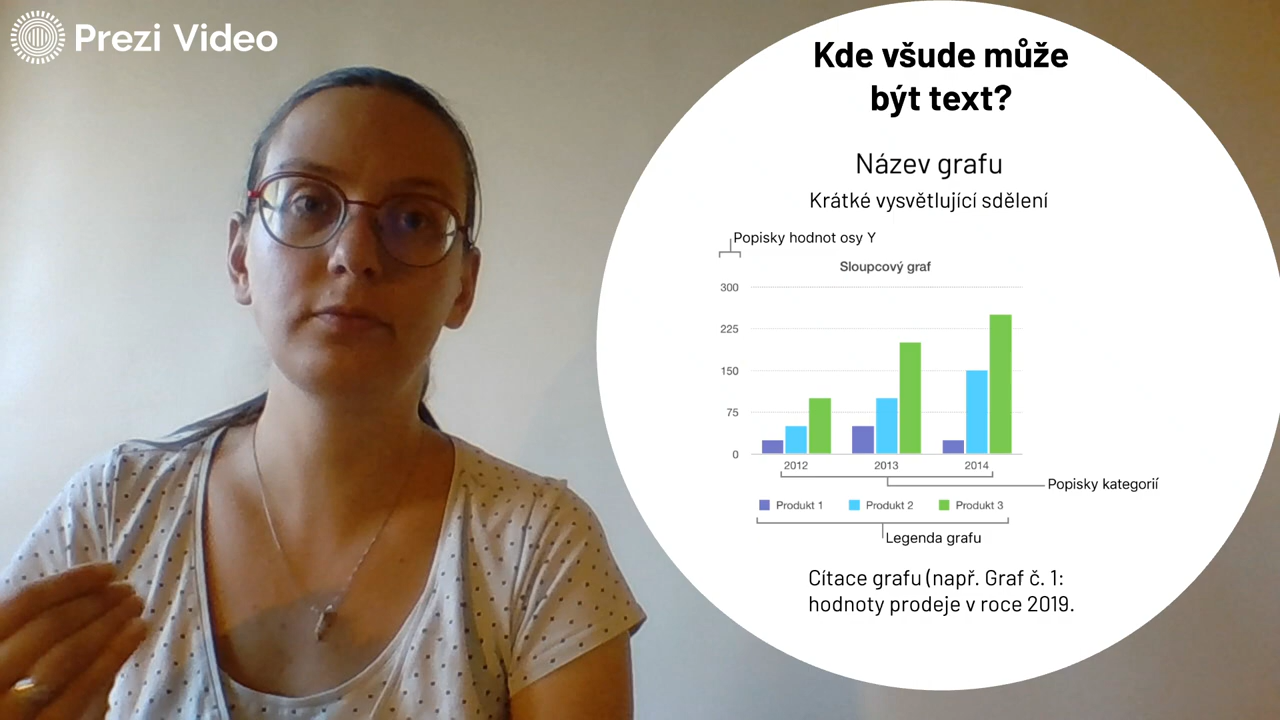 Prezi Video
Kde všude může
být text?
Název grafu
Krátké vysvětlující sdělení
Popisky hodnot osy Y
Sloupcový graf
300
225
150
75
0
2012 2013 2014
Popisky kategorií
Produkt 1 Produkt 2 Produkt 3
Legenda grafu
Cítace grafu (např. Graf č. 1:
hodnoty prodeje v roce 2019.